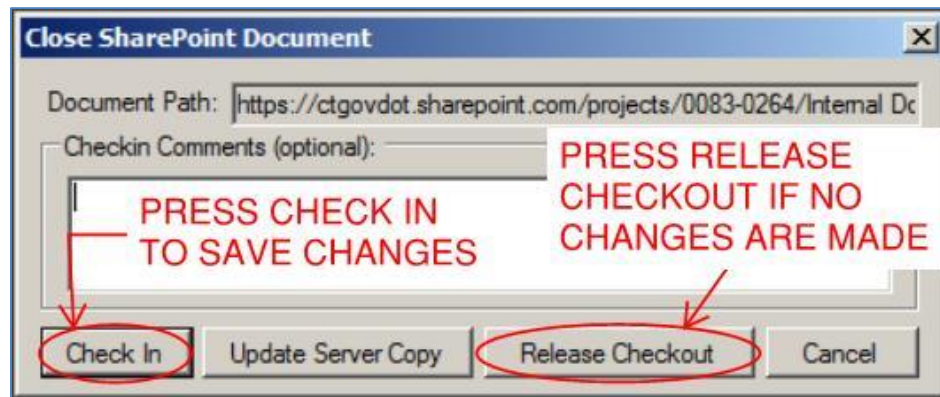 Close SharePoint Document
Document Path: https://ctgovdot.sharepoint.com/projects/0083-0264/Internal Dc
Checkin Comments (optional):
PRESS CHECK IN
TO SAVE CHANGES
PRESS RELEASE
CHECKOUT IF NO
CHANGES ARE MADE
Check In Update Server Copy Release Checkout Cancel